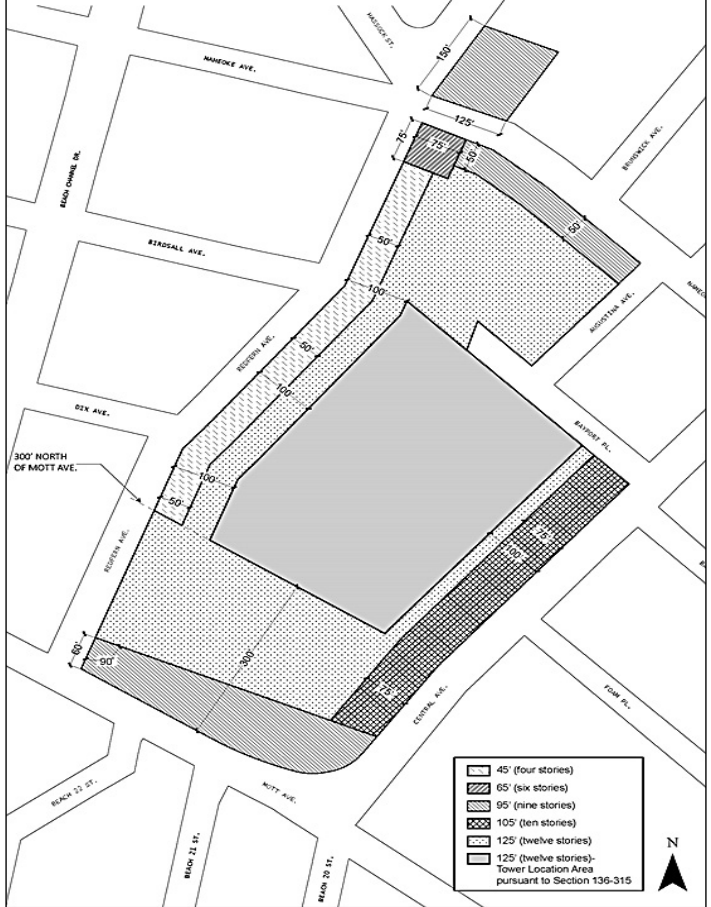 HASSOCK ST.
NAMEOKE AVE.
150'
125'
75'
75'
50'
BRUNSWICK AVE.
BEACH CHANNEL DR.
50'
BIRDSALL AVE.
50'
100'
AUGUSTINA AVE.
REDFERN AVE.
50'
100'
DIX AVE.
BAYPORT PL.
300' NORTH
OF MOTT AVE.
100'
50'
75'
100'
REDFERN AVE.
60'
90'
300'
75'
CENTRAL AVE.
FOAM PL.
BEACH 22 ST.
MOTT AVE.
BEACH 21 ST.
BEACH 20 ST.
45' (four stories)
65' (six stories)
95' (nine stories)
105' (ten stories)
125' (twelve stories)
125' (twelve stories)-
Tower Location Area
pursuant to Section 136-315
N